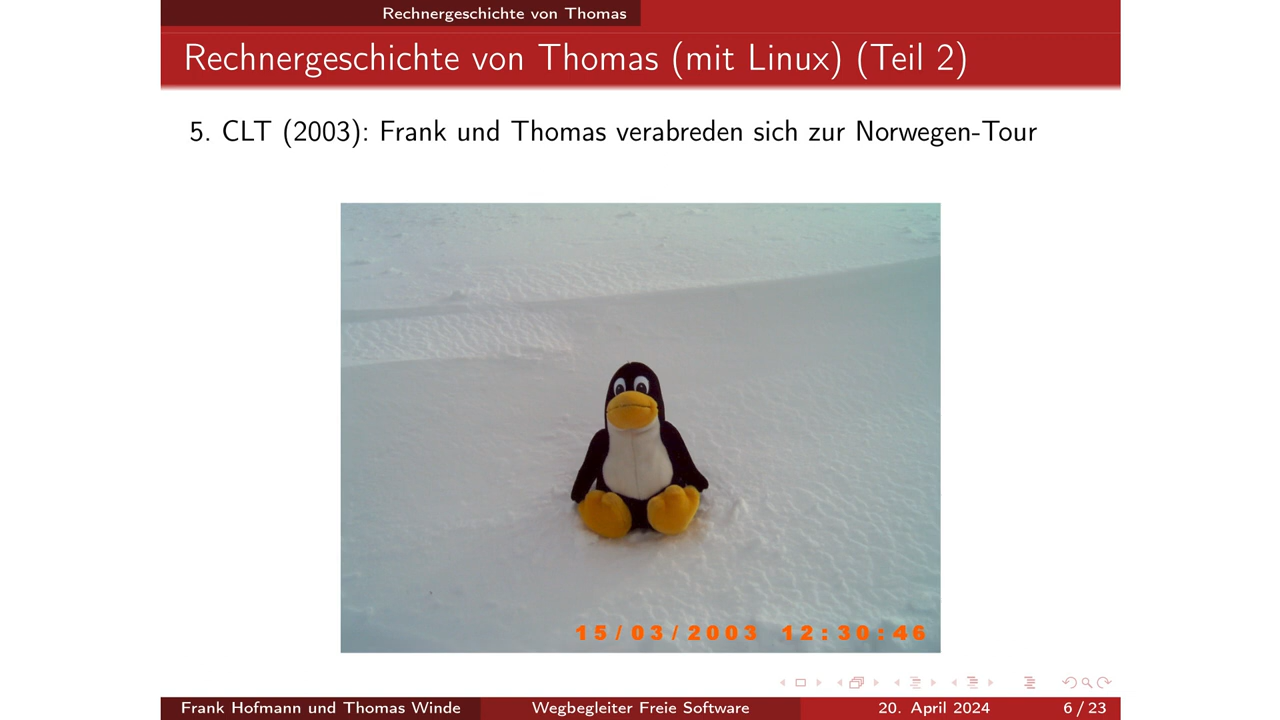 Rechnergeschichte von Thomas
Rechnergeschichte von Thomas (mit Linux) (Teil 2)
5. CLT (2003): Frank und Thomas verabreden sich zur Norwegen-Tour
15/03/2003 12:30:46
Frank Hofmann und Thomas Winde Wegbegleiter Freie Software 20. April 2024 6 / 23